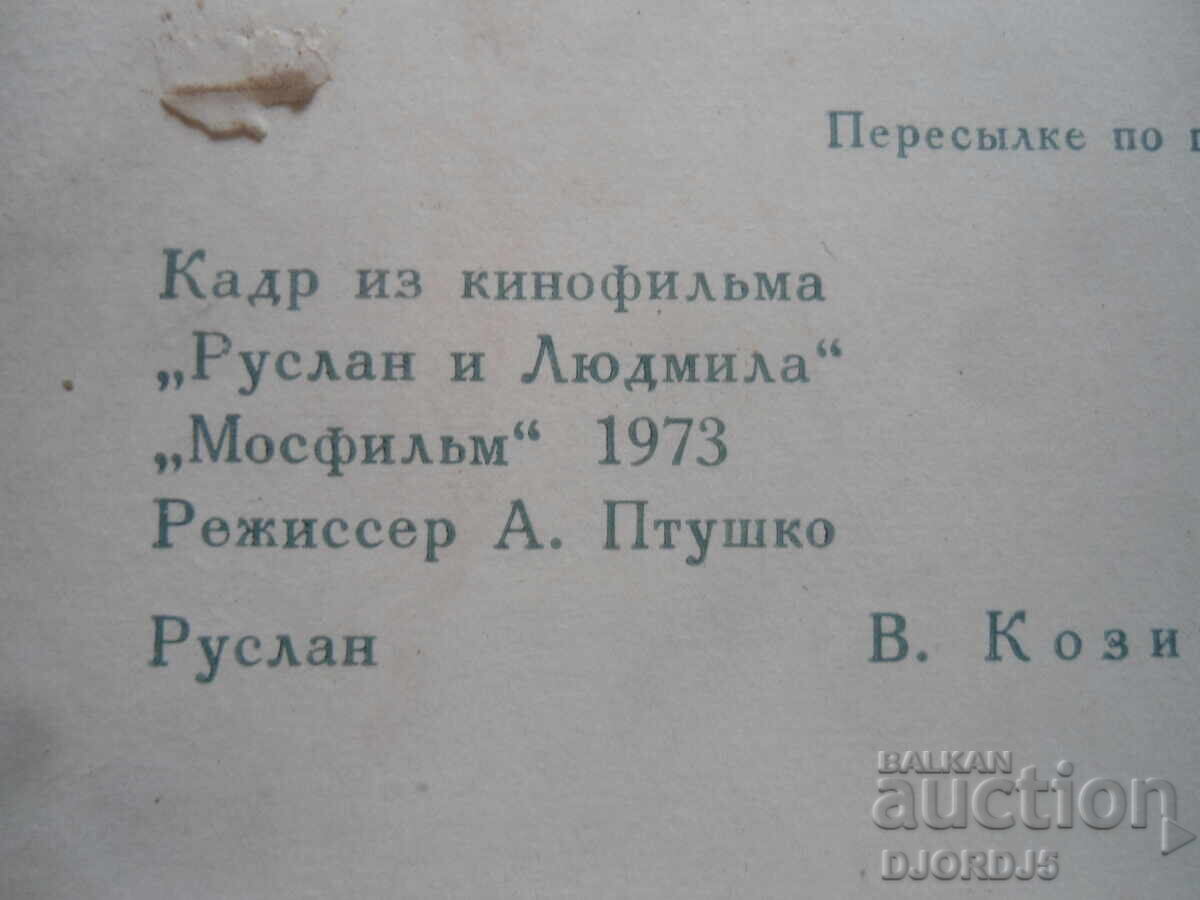 Пересылке по
Кадр из кинофильма
„Руслан и Людмила“
„Мосфильм“ 1973
Режиссер А. Птушко
Руслан В. Кози
BALKAN
auction
DJORDJ5